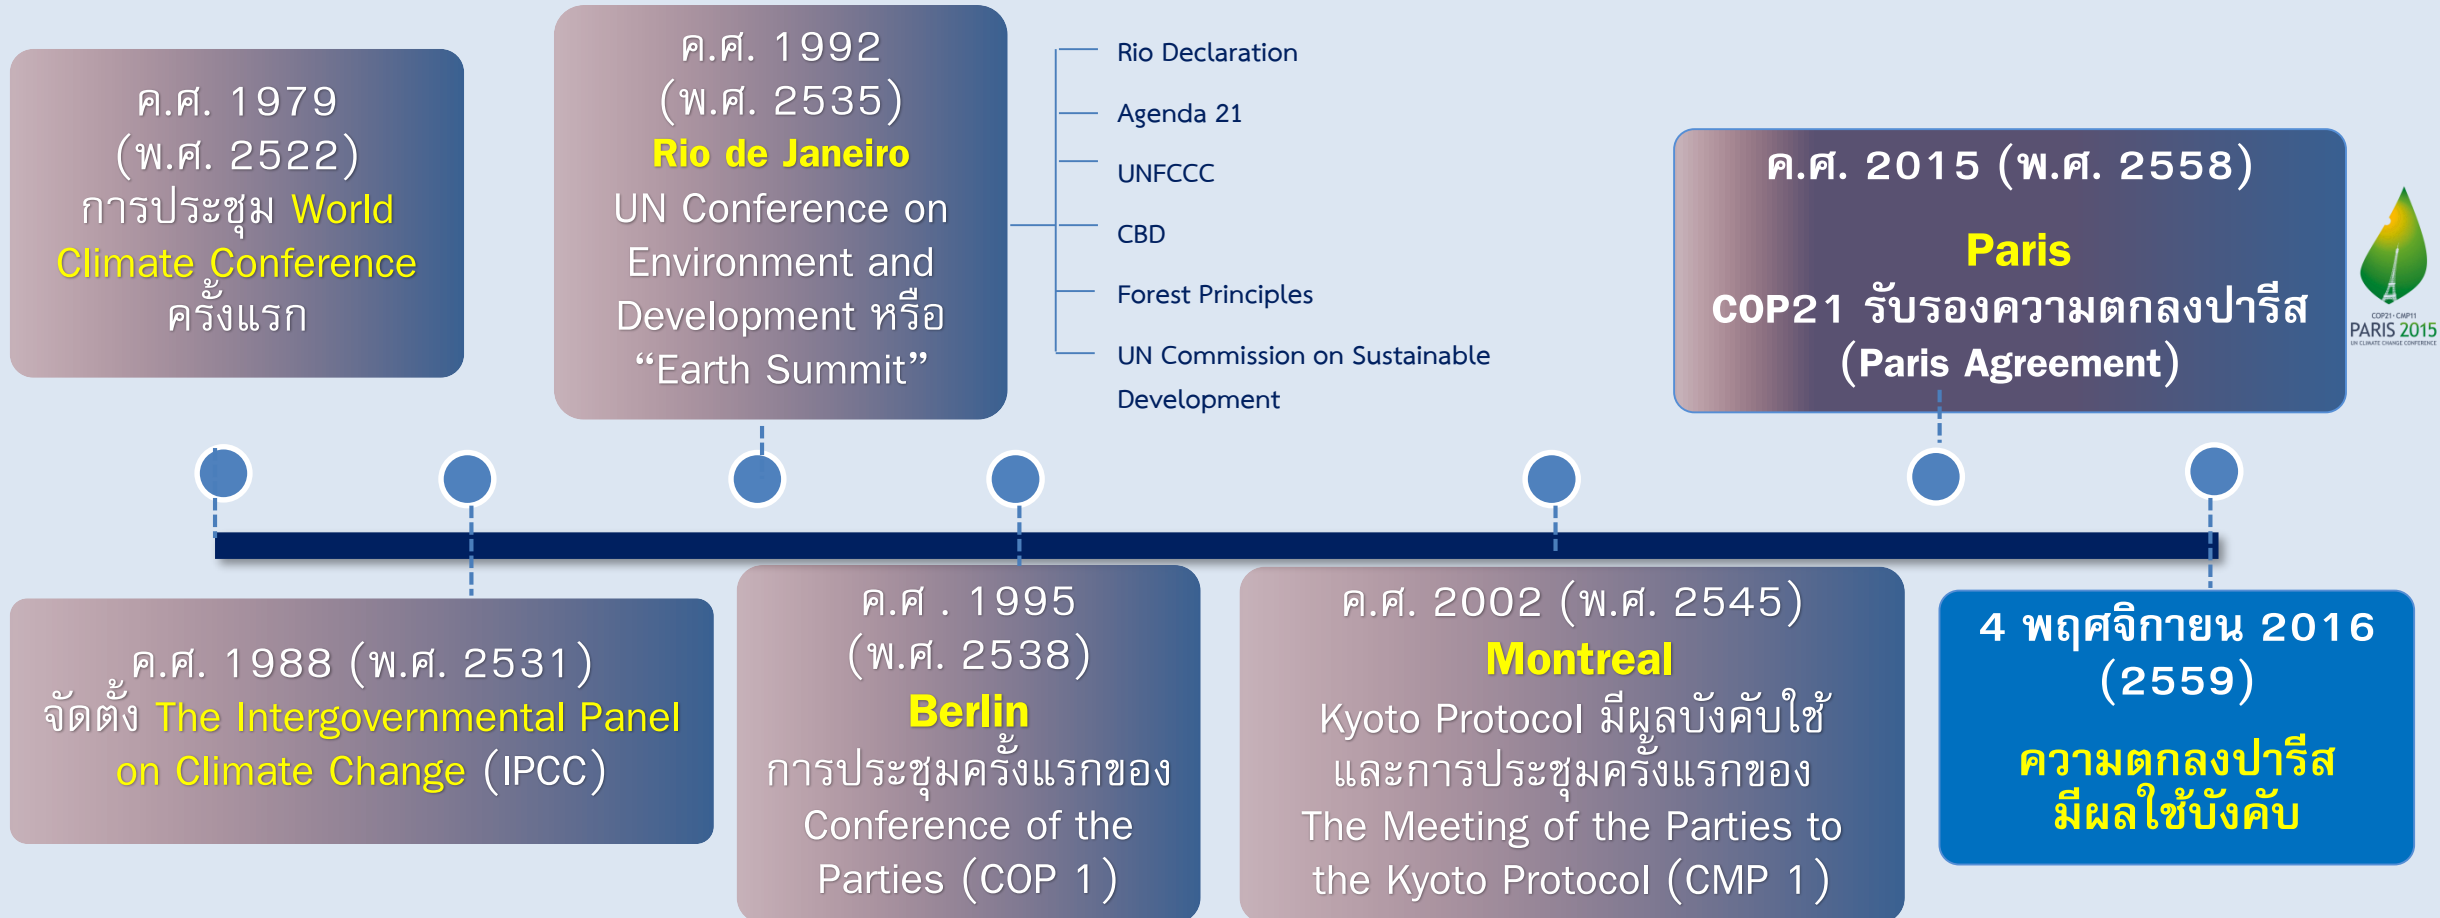 ค.ศ. 1979
(พ.ศ. 2522)
การประชุม World
Climate Conference
ครั้งแรก
ค.ศ. 1992
(พ.ศ. 2535)
Rio de Janeiro
UN Conference on
Environment and
Development หรือ
“Earth Summit”
Rio Declaration
Agenda 21
UNFCCC
CBD
Forest Principles
UN Commission on Sustainable
Development
ค.ศ. 2015 (พ.ศ. 2558)
Paris
COP21 รับรองความตกลงปารีส
(Paris Agreement)
COP21·CMP11
PARIS 2015
UN CLIMATE CHANGE CONFERENCE
ค.ศ. 1988 (พ.ศ. 2531)
จัดตั้ง The Intergovernmental Panel
on Climate Change (IPCC)
ค.ศ . 1995
(พ.ศ. 2538)
Berlin
การประชุมครั้งแรกของ
Conference of the
Parties (COP 1)
ค.ศ. 2002 (พ.ศ. 2545)
Montreal
Kyoto Protocol มีผลบังคับใช้
และการประชุมครั้งแรกของ
The Meeting of the Parties to
the Kyoto Protocol (CMP 1)
4 พฤศจิกายน 2016
(2559)
ความตกลงปารีส
มีผลใช้บังคับ